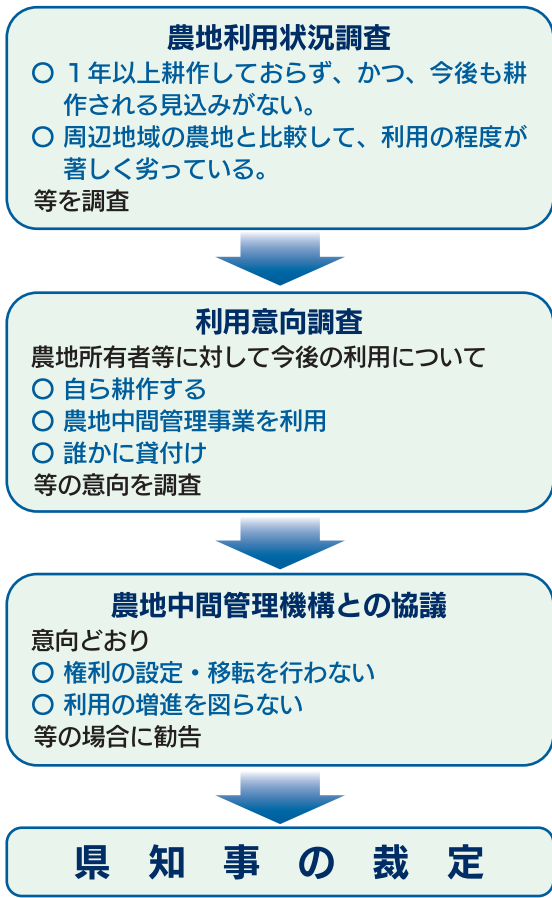 農地利用状況調査
○ 1年以上耕作しておらず、かつ、今後も耕
作される見込みがない。
○ 周辺地域の農地と比較して、利用の程度が
著しく劣っている。
等を調査
利用意向調査
農地所有者等に対して今後の利用について
○ 自ら耕作する
○ 農地中間管理事業を利用
○ 誰かに貸付け
等の意向を調査
農地中間管理機構との協議
意向どおり
○ 権利の設定・移転を行わない
○ 利用の増進を図らない
等の場合に勧告
県知事の裁定